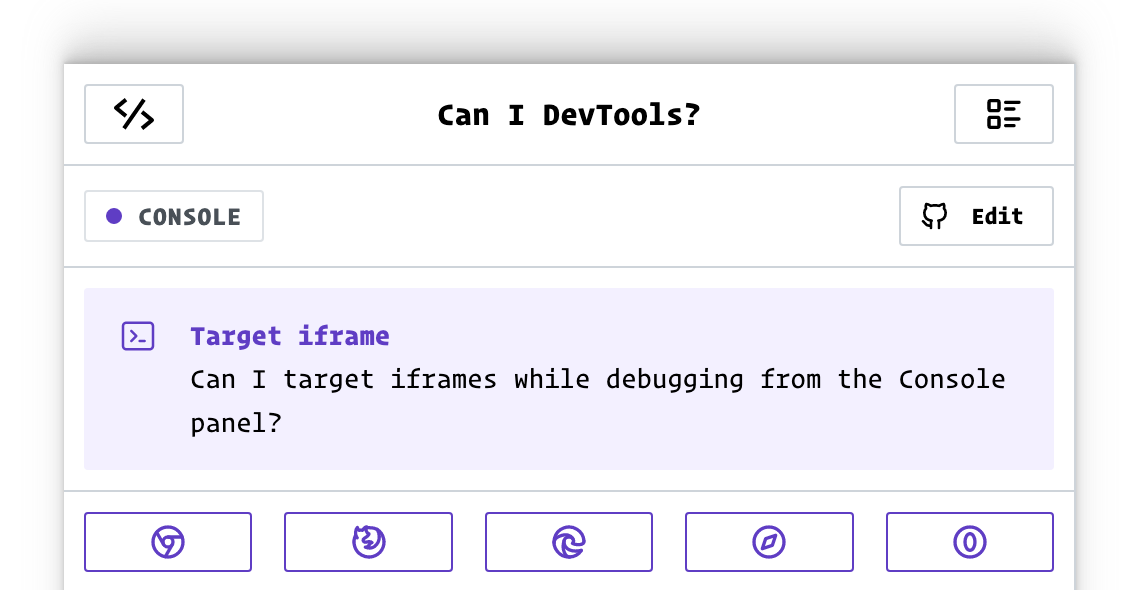 Can I DevTools?
CONSOLE
Edit
Target iframe
Can I target iframes while debugging from the Console
panel?